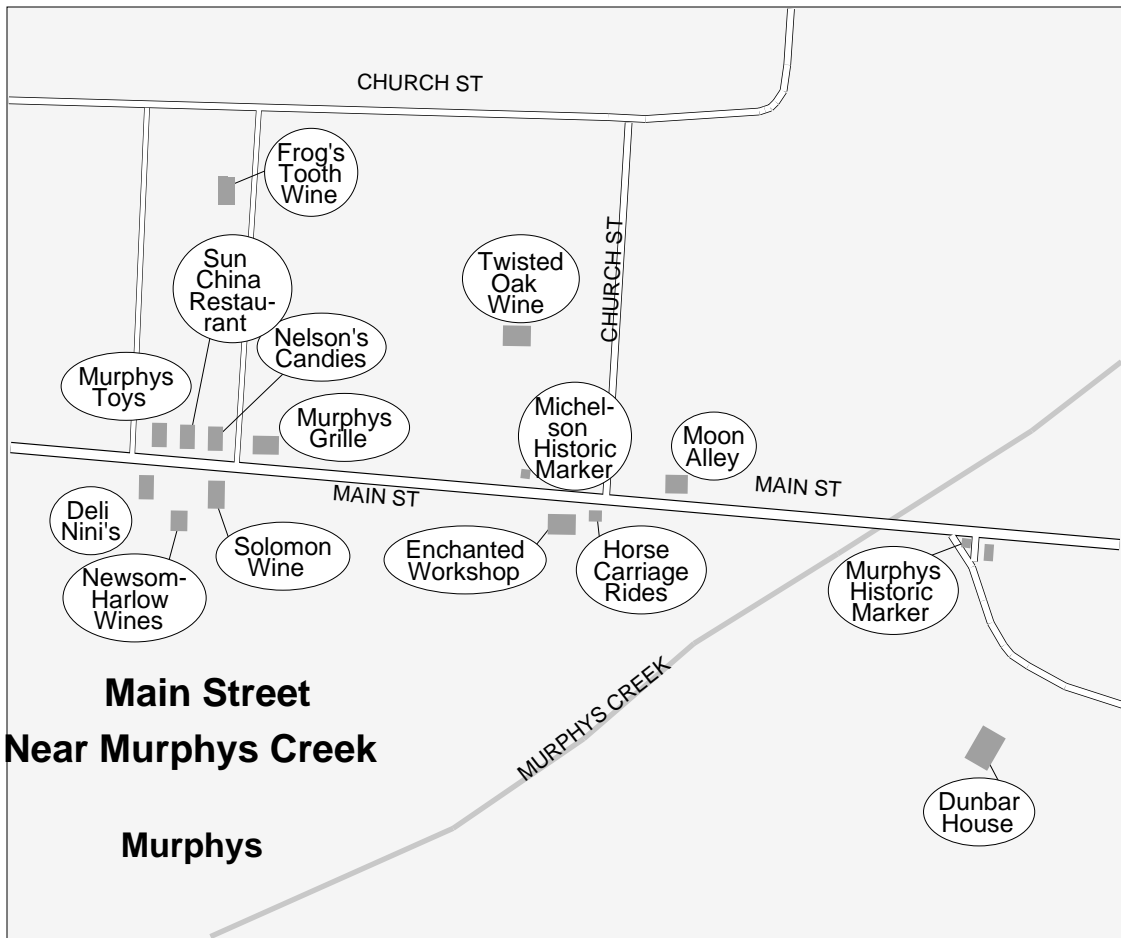 CHURCH ST
Frog's
Tooth
Wine
Sun
China
Restau-
rant
Twisted
Oak
Wine
CHURCH ST
Nelson's
Candies
Murphys
Toys
Murphys
Grille
Michel-
son
Historic
Marker
Moon
Alley
MAIN ST
MAIN ST
Deli
Nini's
Newsom-
Harlow
Wines
Solomon
Wine
Enchanted
Workshop
Horse
Carriage
Rides
Murphys
Historic
Marker
MURPHYS CREEK
Main Street
Near Murphys Creek
Murphys
Dunbar
House